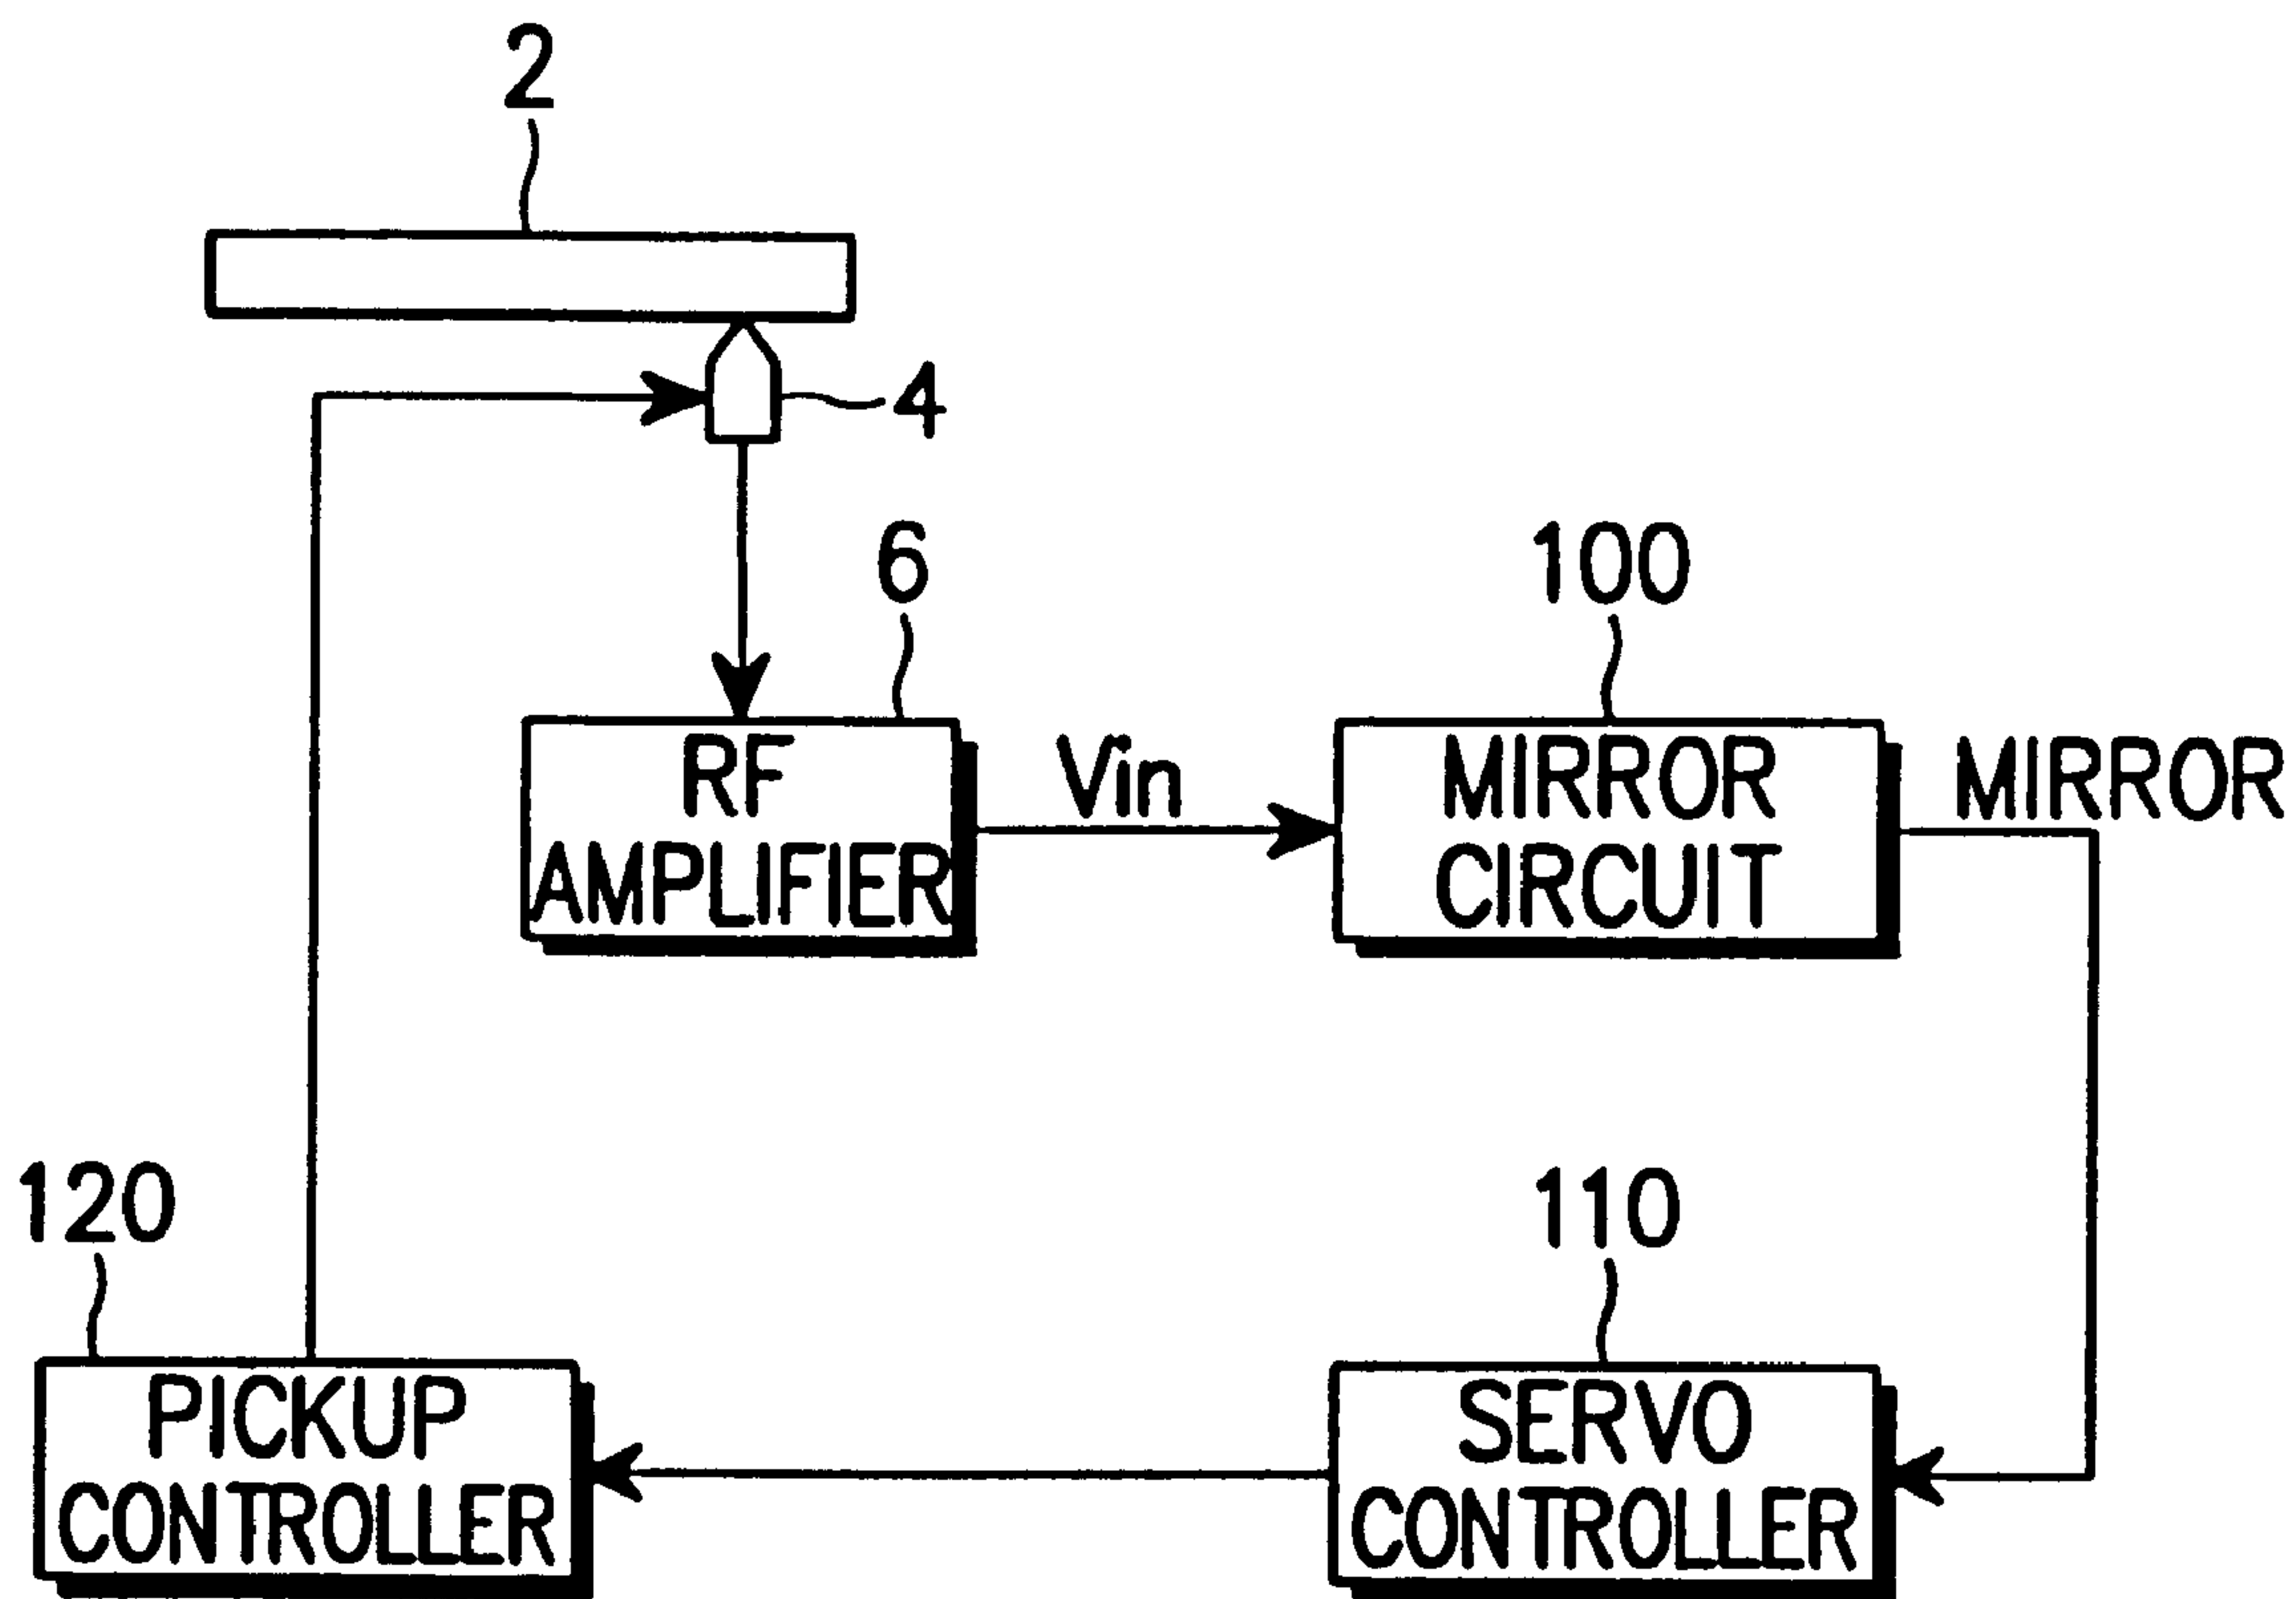 2
4
6
100
RF
AMPLIFIER
Vin
MIRROR
CIRCUIT
MIRROR
120
110
PICKUP
CONTROLLER
SERVO
CONTROLLER